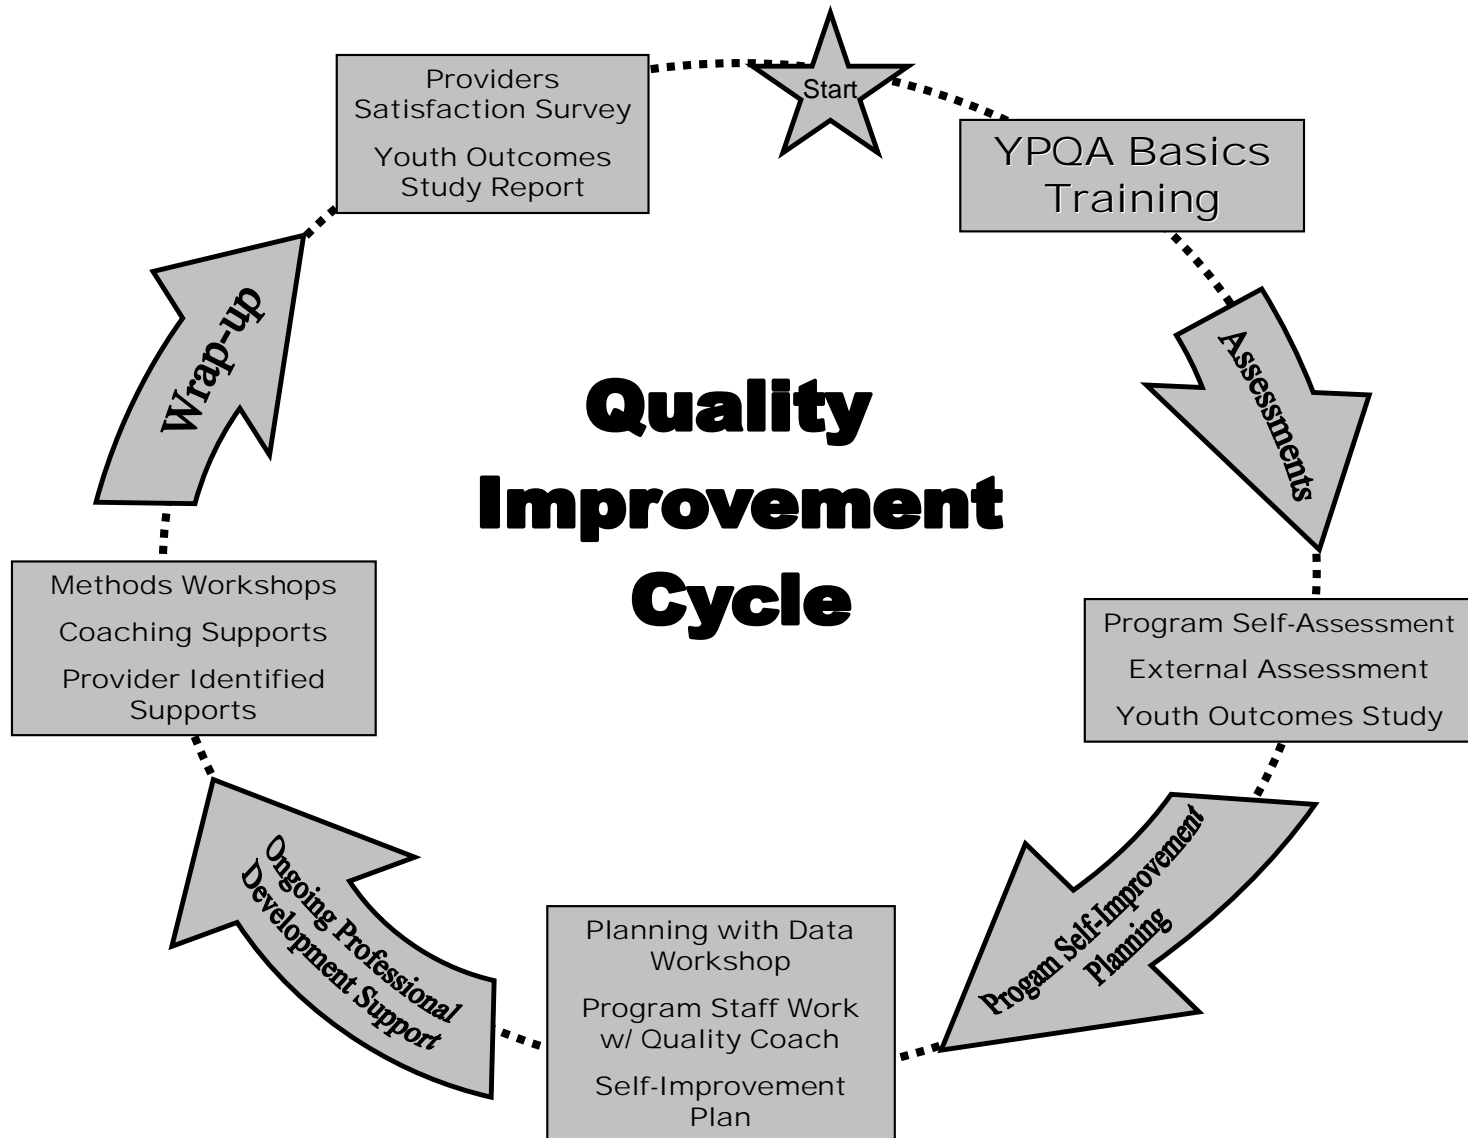 Start
YPQA Basics
Training
Assessments
Program Self-Assessment
External Assessment
Youth Outcomes Study
Progam Self-Improvement
Planning
Planning with Data
Workshop
Program Staff Work
w/ Quality Coach
Self-Improvement
Plan
Ongoing Professional
Development Support
Methods Workshops
Coaching Supports
Provider Identified
Supports
Wrap-up
Providers
Satisfaction Survey
Youth Outcomes
Study Report
Quality
Improvement
Cycle